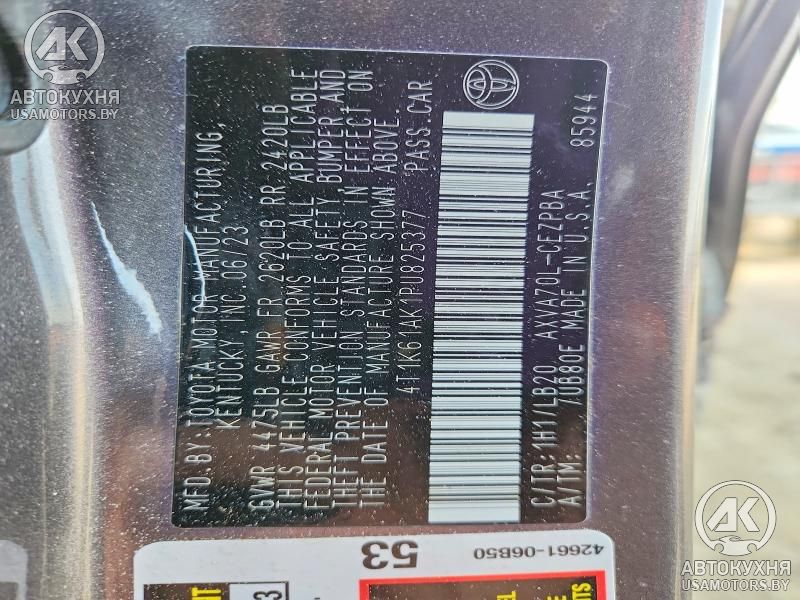 MFD.BY:TOYOTA MOTOR MANUFACTURING,
KENTUCKY, INC. 06/23
GVWR 4475LB GAWR FR 2620LB RR 2420LB
THIS VEHICLE CONFORMS TO ALL APPLICABLE
FEDERAL MOTOR VEHICLE SAFETY, BUMPER,AND
THEFT PREVENTION STANDARDS IN EFFECT ON
THE DATE OF MANUFACTURE SHOWN ABOVE.
4T1K61AK1PU825377 PASS.CAR
C/TR:1H1/LB20 AXVA70L-CEZPBA
A/TM: 7UB80E MADE IN U.S.A. 85944
53
42661-06B50
АК
АВТОКУХНЯ
USAMOTORS.BY
АК
АВТОКУХНЯ
USAMOTORS.BY